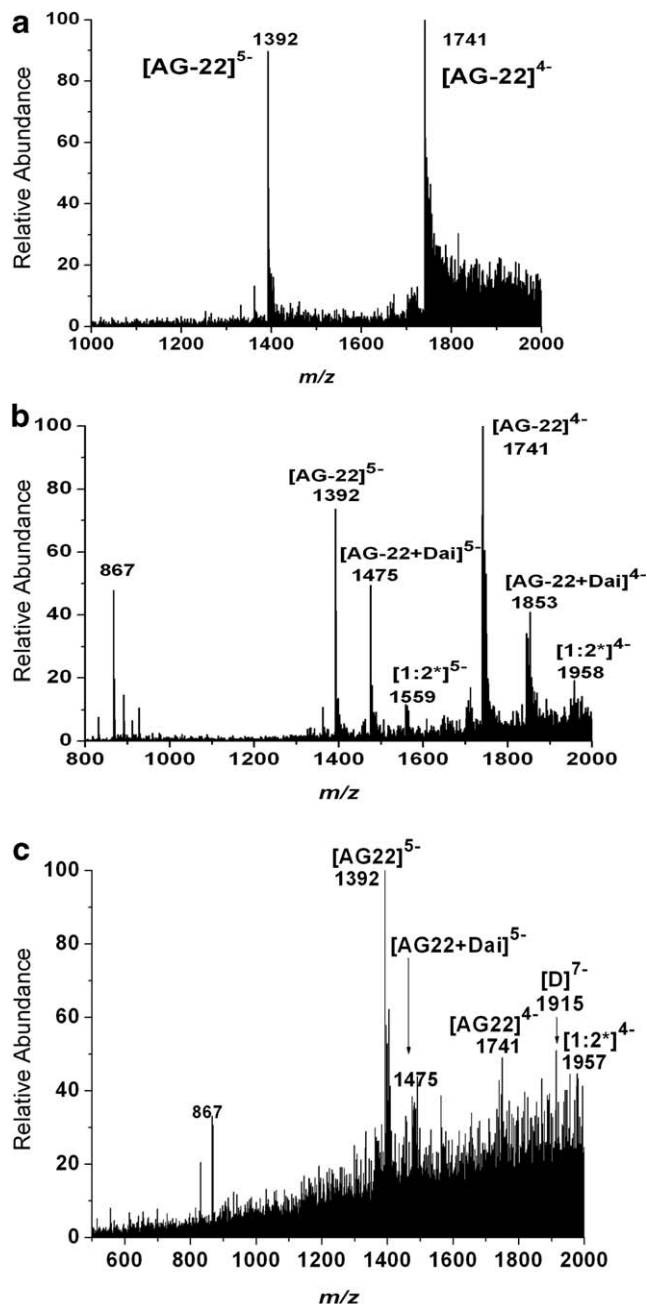 a
100
80
60
40
20
0
Relative Abundance
[AG-22]5-
1392
1741
[AG-22]4-
1000 1200 1400 1600 1800 2000
m/z
b
100
80
60
40
20
0
Relative Abundance
867
[AG-22]5-
1392
[AG-22+Dai]5-
1475
[1:2*]5-
1559
[AG-22]4-
1741
[AG-22+Dai]4-
1853
[1:2*]4-
1958
800 1000 1200 1400 1600 1800 2000
m/z
c
100
80
60
40
20
0
Relative Abundance
867
[AG22]5-
1392
[AG22+Dai]5-
1475
[AG22]4-
1741
[D]7-
1915
[1:2*]4-
1957
600 800 1000 1200 1400 1600 1800 2000
m/z